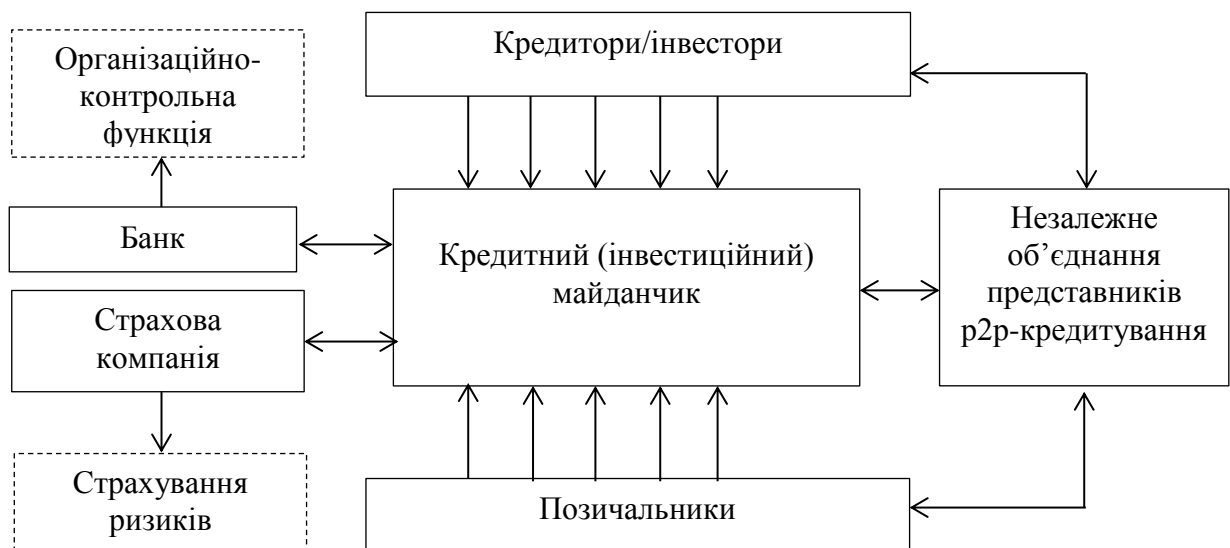 Організаційно-
контрольна
функція
Кредитори/інвестори
Банк
Кредитний (інвестиційний)
майданчик
Незалежне
об’єднання
представників
р2р-кредитування
Страхова
компанія
Страхування
ризиків
Позичальники